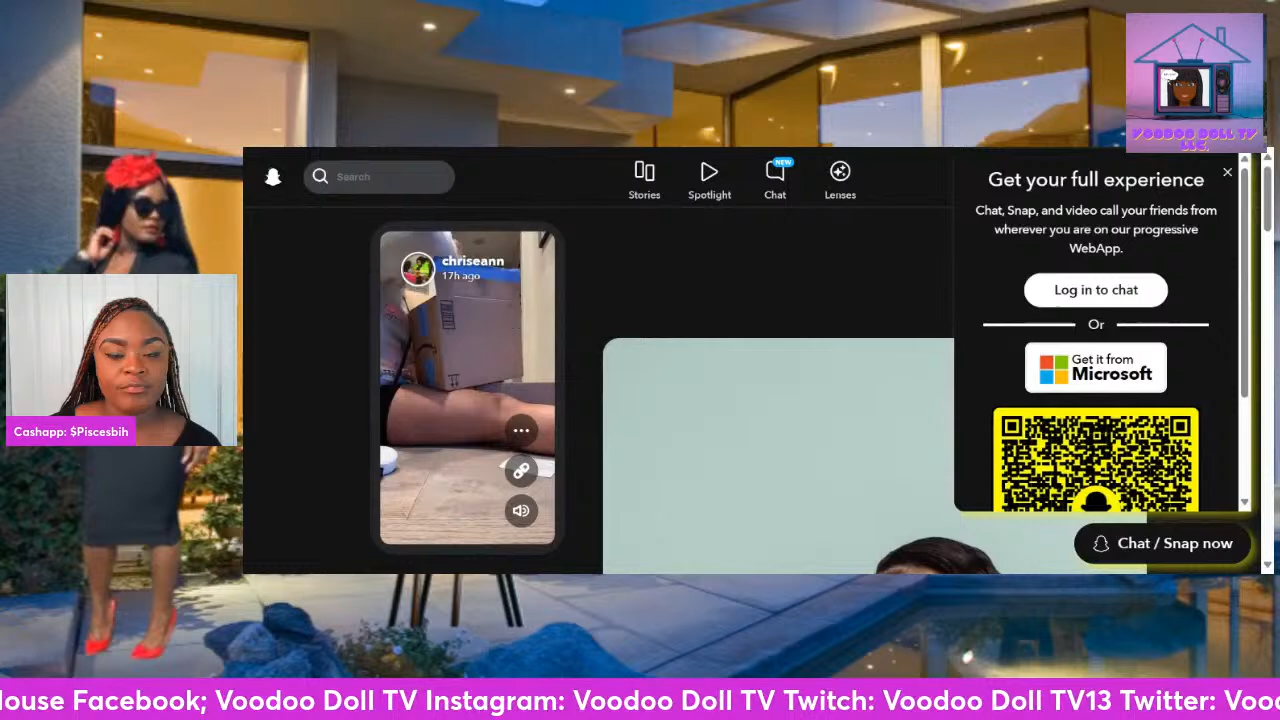 VOODOO DOLL TV
LLC.
Search
Stories
Spotlight
NEW
Chat
Lenses
Get your full experience
Chat, Snap, and video call your friends from
wherever you are on our progressive
WebApp.
Log in to chat
Or
Get it from
Microsoft
Chat / Snap now
chriseann
17h ago
Cashapp: $Piscesbih
House Facebook; Voodoo Doll TV Instagram: Voodoo Doll TV Twitch: Voodoo Doll TV13 Twitter: Voo